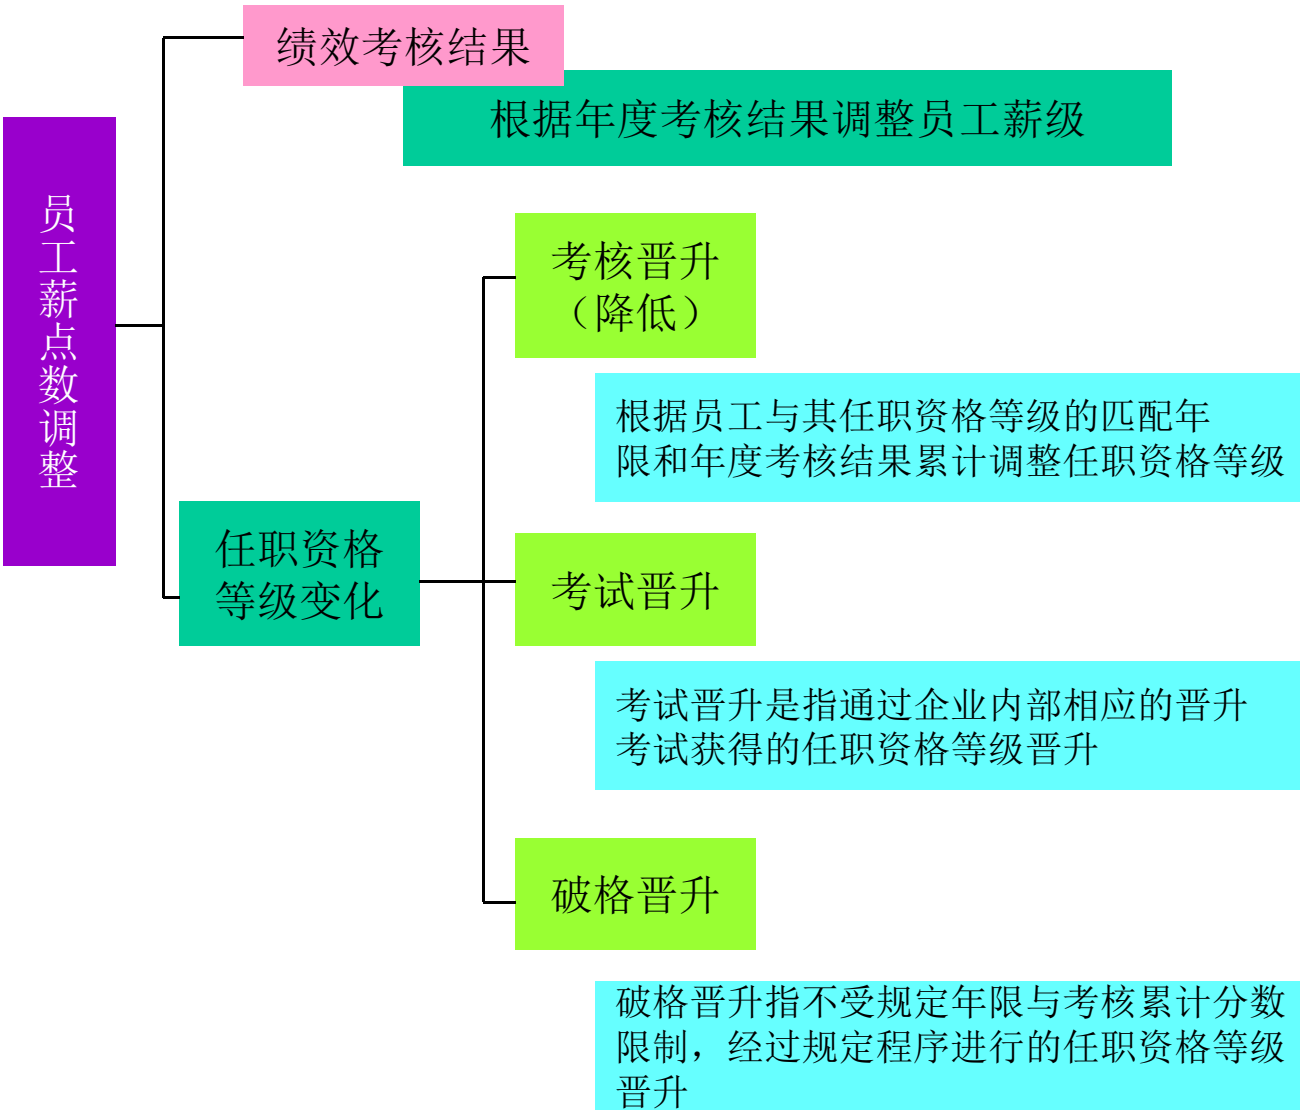 绩效考核结果
根据年度考核结果调整员工薪级
员工薪点数调整
考核晋升
（降低）
根据员工与其任职资格等级的匹配年
限和年度考核结果累计调整任职资格等级
任职资格
等级变化
考试晋升
考试晋升是指通过企业内部相应的晋升
考试获得的任职资格等级晋升
破格晋升
破格晋升指不受规定年限与考核累计分数
限制，经过规定程序进行的任职资格等级
晋升